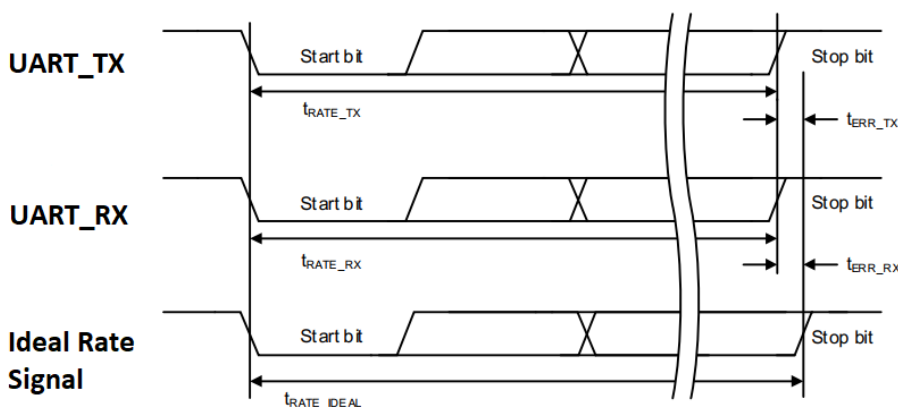 UART_TX
Start bit
Stop bit
tRATE_TX
tERR_TX
UART_RX
Start bit
Stop bit
tRATE_RX
tERR_RX
Ideal Rate
Signal
Start bit
Stop bit
tRATE_IDEAL